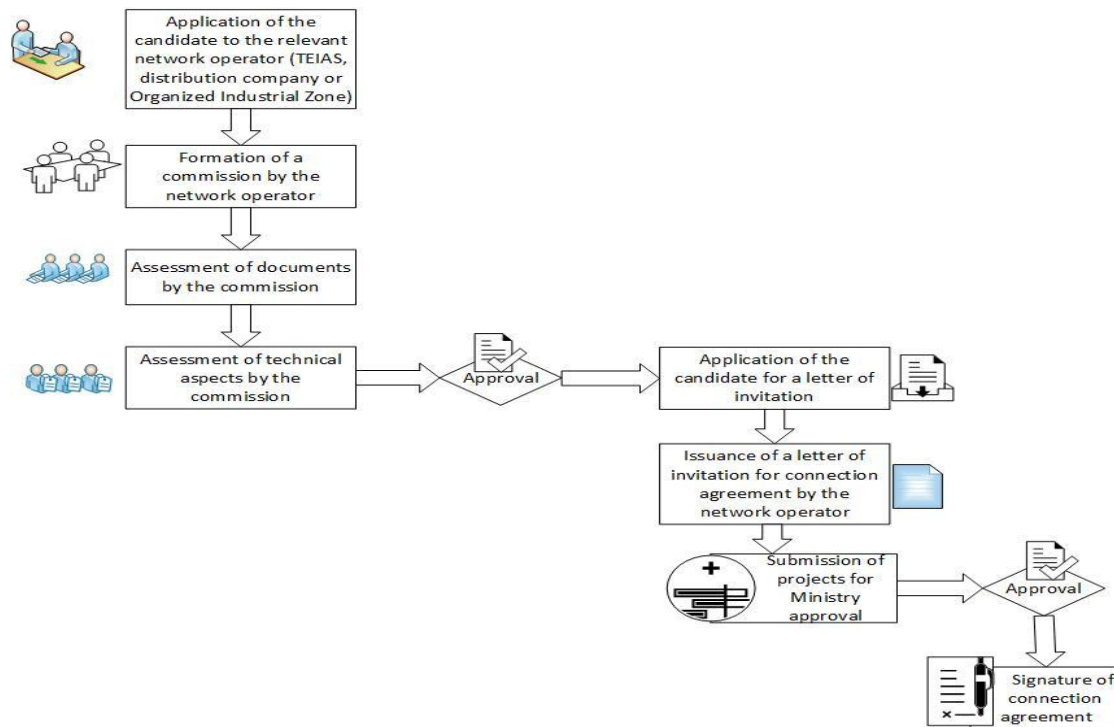 Application of the
candidate to the relevant
network operator (TEIAS,
distribution company or
Organized Industrial Zone)
Formation of a
commission by the
network operator
Assessment of documents
by the commission
Assessment of technical
aspects by the
commission
Approval
Application of the
candidate for a letter of
invitation
Issuance of a letter of
invitation for connection
agreement by the
network operator
Submission of
projects for
Ministry
approval
Approval
Signature of
connection
agreement